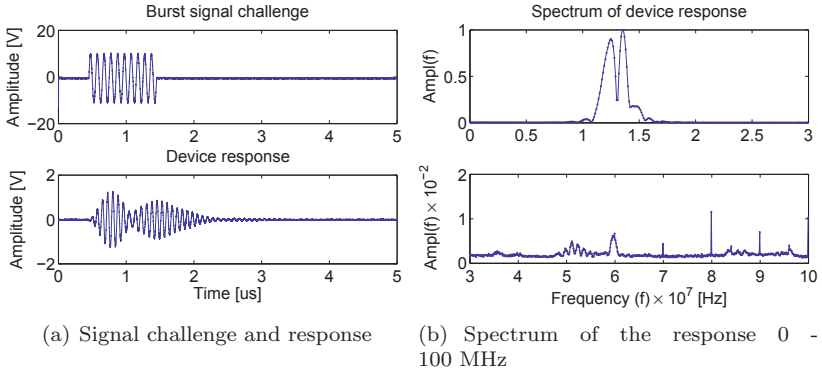 Burst signal challenge
Amplitude [V]
20
0
−20
0 1 2 3 4 5
Device response
Amplitude [V]
2
0
−2
0 1 2 3 4 5
Time [us]
(a) Signal challenge and response
Spectrum of device response
Ampl(f)
1
0.5
0
0 0.5 1 1.5 2 2.5 3
Ampl(f) × 10⁻²
2
1
0
3 4 5 6 7 8 9 10
Frequency (f) × 10⁷ [Hz]
(b) Spectrum of the response 0 -
100 MHz